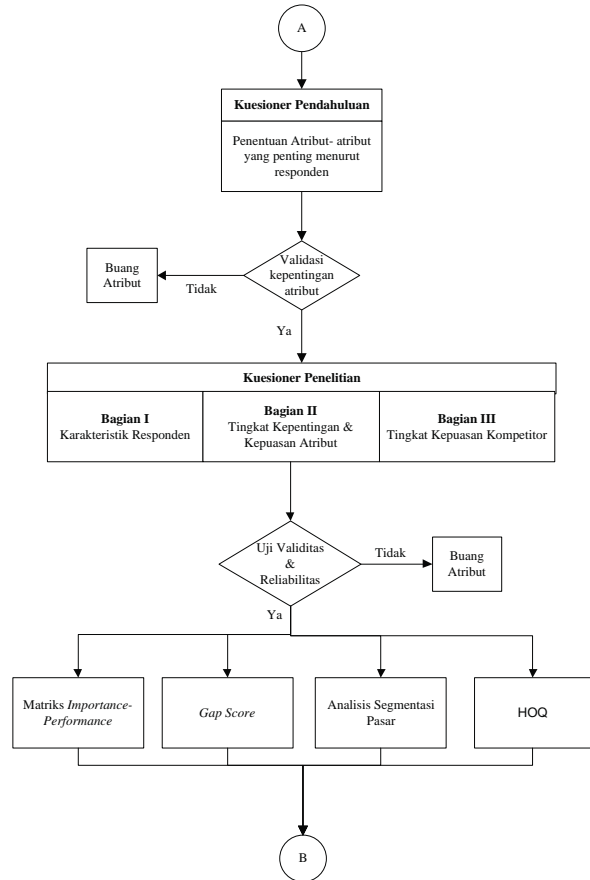 A
Kuesioner Pendahuluan
Penentuan Atribut- atribut
yang penting menurut
responden
Validasi
kepentingan
atribut
Tidak
Buang
Atribut
Ya
Kuesioner Penelitian
Bagian I
Karakteristik Responden
Bagian II
Tingkat Kepentingan &
Kepuasan Atribut
Bagian III
Tingkat Kepuasan Kompetitor
Uji Validitas
&
Reliabilitas
Tidak
Buang
Atribut
Ya
Matriks Importance-
Performance
Gap Score
Analisis Segmentasi
Pasar
HOQ
B